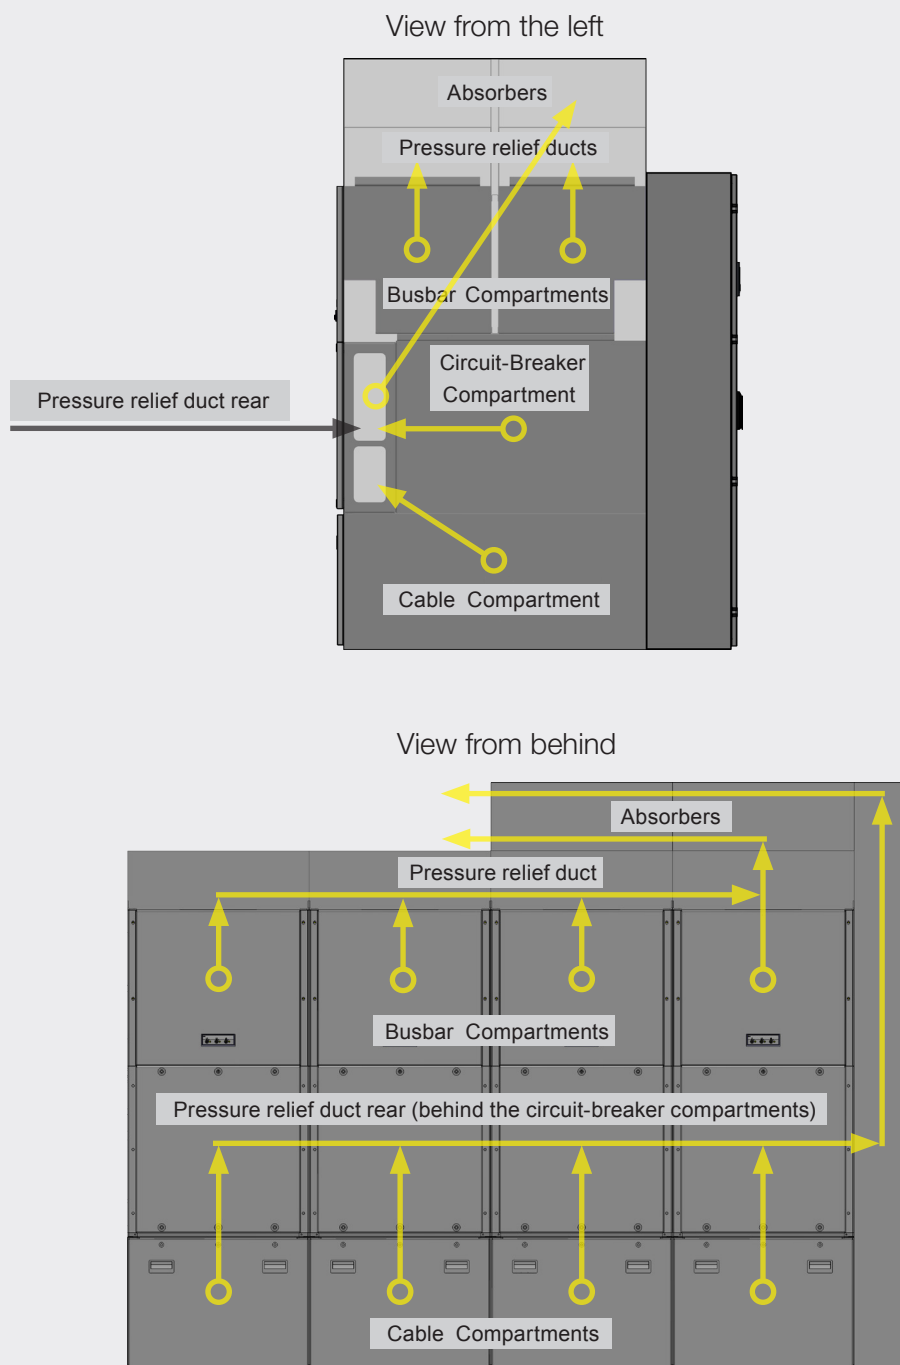 View from the left
Absorbers
Pressure relief ducts
Busbar Compartments
Circuit-Breaker
Compartment
Pressure relief duct rear
Cable Compartment
View from behind
Absorbers
Pressure relief duct
Busbar Compartments
Pressure relief duct rear (behind the circuit-breaker compartments)
Cable Compartments